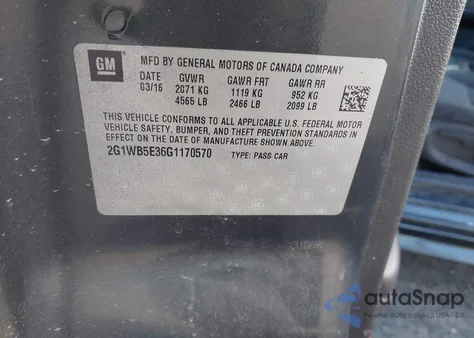 GM
MFD BY GENERAL MOTORS OF CANADA COMPANY
DATE GVWR GAWR FRT GAWR RR
03/16 2071 KG 1119 KG 952 KG
4565 LB 2466 LB 2099 LB
THIS VEHICLE CONFORMS TO ALL APPLICABLE U.S. FEDERAL MOTOR
VEHICLE SAFETY, BUMPER, AND THEFT PREVENTION STANDARDS IN
EFFECT ON THE DATE OF MANUFACTURE SHOWN ABOVE.
2G1WB5E36G1170570 TYPE: PASS CAR
autoSnap